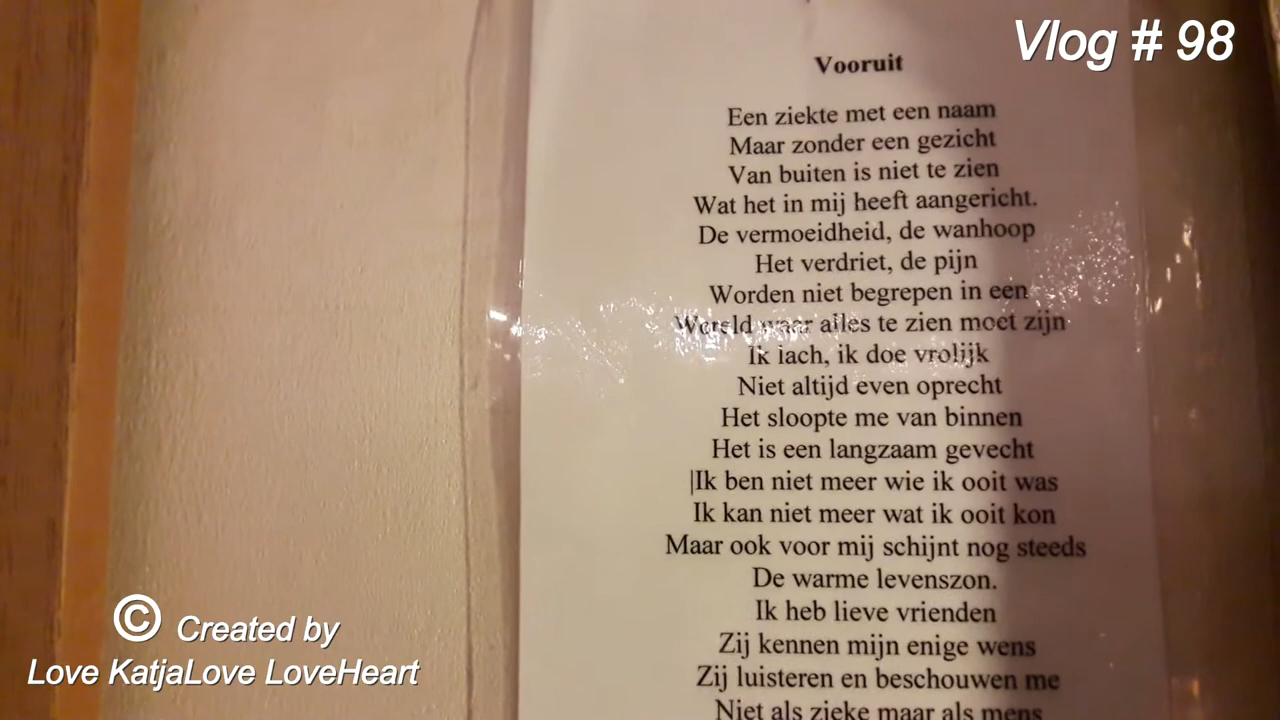 Vlog # 98
Vooruit
Een ziekte met een naam
Maar zonder een gezicht
Van buiten is niet te zien
Wat het in mij heeft aangericht.
De vermoeidheid, de wanhoop
Het verdriet, de pijn
Worden niet begrepen in een
Wereld waar alles te zien moet zijn
Ik lach, ik doe vrolijk
Niet altijd even oprecht
Het sloopte me van binnen
Het is een langzaam gevecht
|Ik ben niet meer wie ik ooit was
Ik kan niet meer wat ik ooit kon
Maar ook voor mij schijnt nog steeds
De warme levenszon.
Ik heb lieve vrienden
Zij kennen mijn enige wens
Zij luisteren en beschouwen me
Niet als zieke maar als mens
© Created by
Love KatjaLove LoveHeart